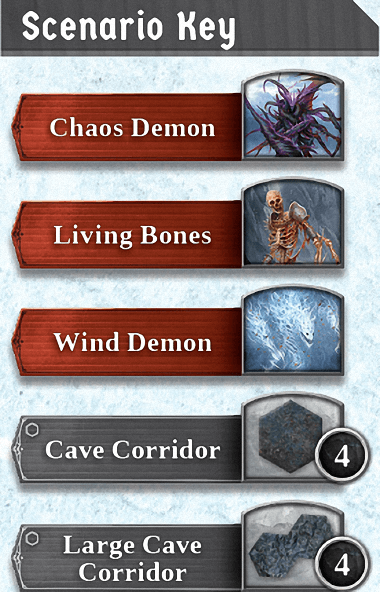 Scenario Key
Chaos Demon
Living Bones
Wind Demon
Cave Corridor
4
Large Cave
Corridor
4